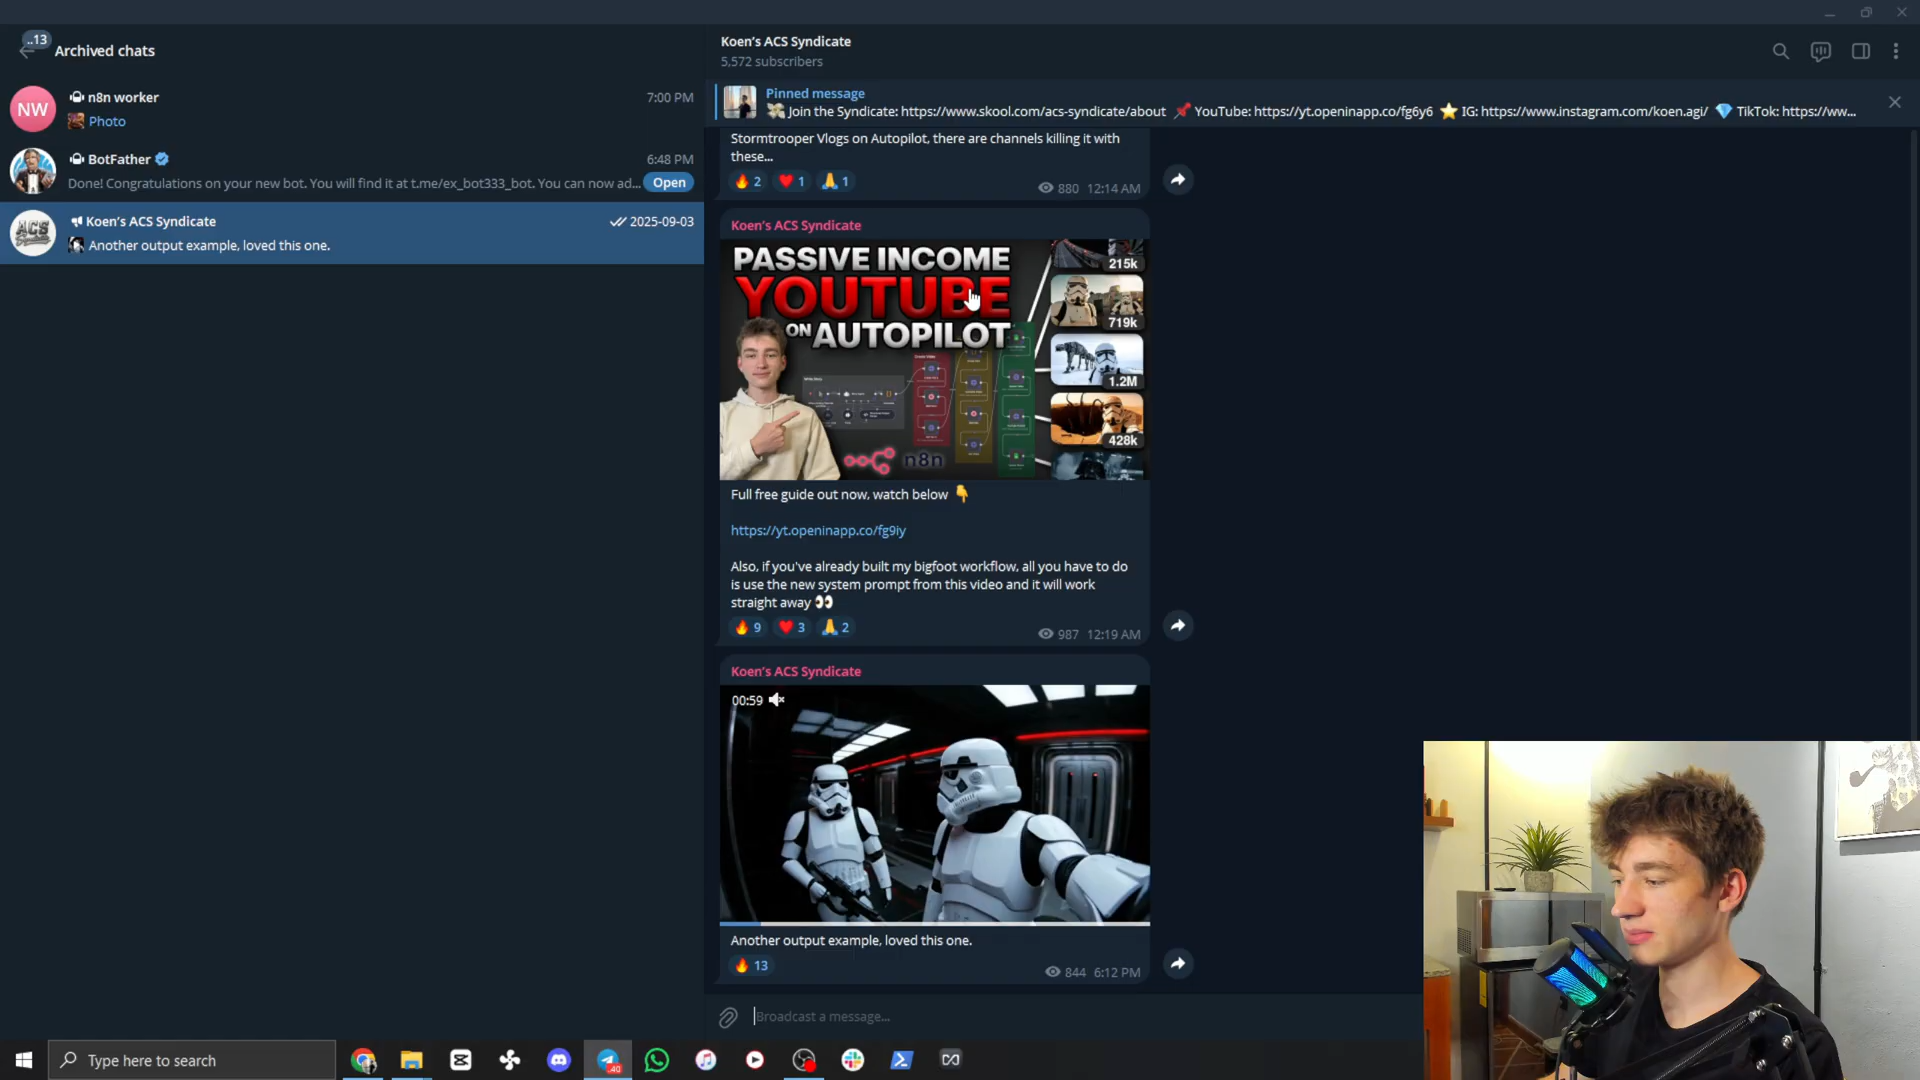 ..13
Archived chats
NW
n8n worker
7:00 PM
Photo
BotFather
6:48 PM
Done! Congratulations on your new bot. You will find it at t.me/ex_bot333_bot. You can now ad...
Open
ACS
Koen's ACS Syndicate
2025-09-03
Another output example, loved this one.
Koen's ACS Syndicate
5,572 subscribers
Pinned message
Join the Syndicate: https://www.skool.com/acs-syndicate/about 📌 YouTube: https://yt.openinapp.co/fg6y6 ⭐ IG: https://www.instagram.com/koen.agi/ 💎 TikTok: https://ww...
Stormtrooper Vlogs on Autopilot, there are channels killing it with
these...
🔥 2 ❤️ 1 🙏 1
880 12:14 AM
Koen's ACS Syndicate
PASSIVE INCOME
YOUTUBE
ON AUTOPILOT
215k
719k
1.2M
428k
n8n
Full free guide out now, watch below 👇
https://yt.openinapp.co/fg9iy
Also, if you've already built my bigfoot workflow, all you have to do
is use the new system prompt from this video and it will work
straight away 👀
🔥 9 ❤️ 3 🙏 2
987 12:19 AM
Koen's ACS Syndicate
00:59
Another output example, loved this one.
🔥 13
844 6:12 PM
Broadcast a message...
Type here to search
..40